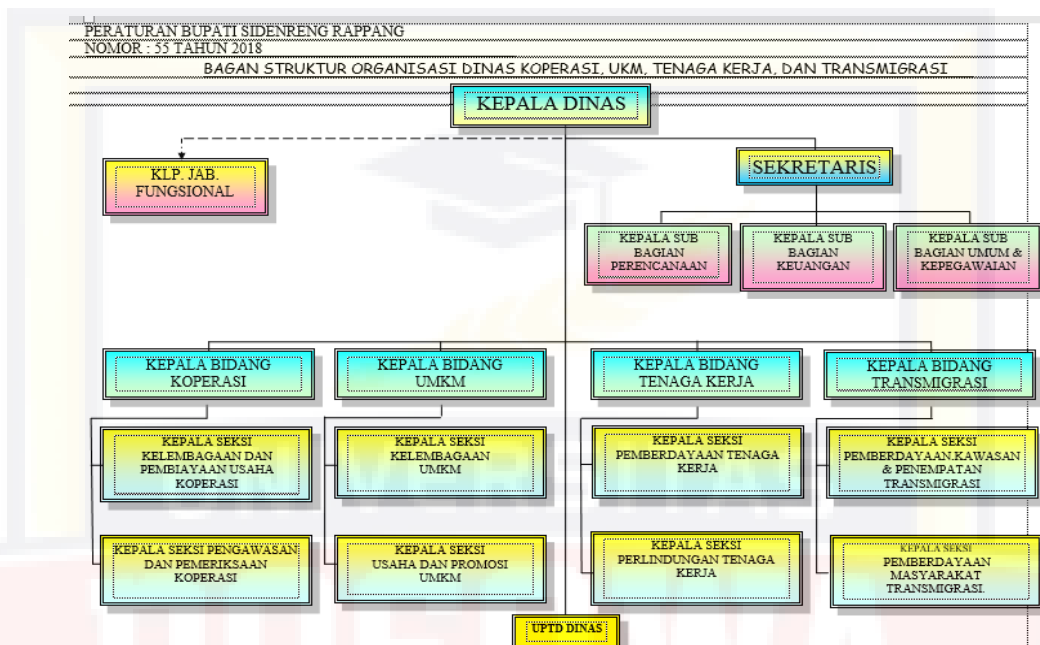 PERATURAN BUPATI SIDENRENG RAPPANG
NOMOR : 55 TAHUN 2018
BAGAN STRUKTUR ORGANISASI DINAS KOPERASI, UKM, TENAGA KERJA, DAN TRANSMIGRASI
KEPALA DINAS
KLP. JAB.
FUNGSIONAL
SEKRETARIS
KEPALA SUB
BAGIAN
PERENCANAAN
KEPALA SUB
BAGIAN
KEUANGAN
KEPALA SUB
BAGIAN UMUM &
KEPEGAWAIAN
KEPALA BIDANG
KOPERASI
KEPALA BIDANG
UMKM
KEPALA BIDANG
TENAGA KERJA
KEPALA BIDANG
TRANSMIGRASI
KEPALA SEKSI
KELEMBAGAAN DAN
PEMBIAYAAN USAHA
KOPERASI
KEPALA SEKSI
KELEMBAGAAN
UMKM
KEPALA SEKSI
PEMBERDAYAAN TENAGA
KERJA
KEPALA SEKSI
PEMBERDAYAAN.KAWASAN
& PENEMPATAN
TRANSMIGRASI
KEPALA SEKSI PENGAWASAN
DAN PEMERIKSAAN
KOPERASI
KEPALA SEKSI
USAHA DAN PROMOSI
UMKM
KEPALA SEKSI
PERLINDUNGAN TENAGA
KERJA
KEPALA SEKSI
PEMBERDAYAAN
MASYARAKAT
TRANSMIGRASI.
UPTD DINAS